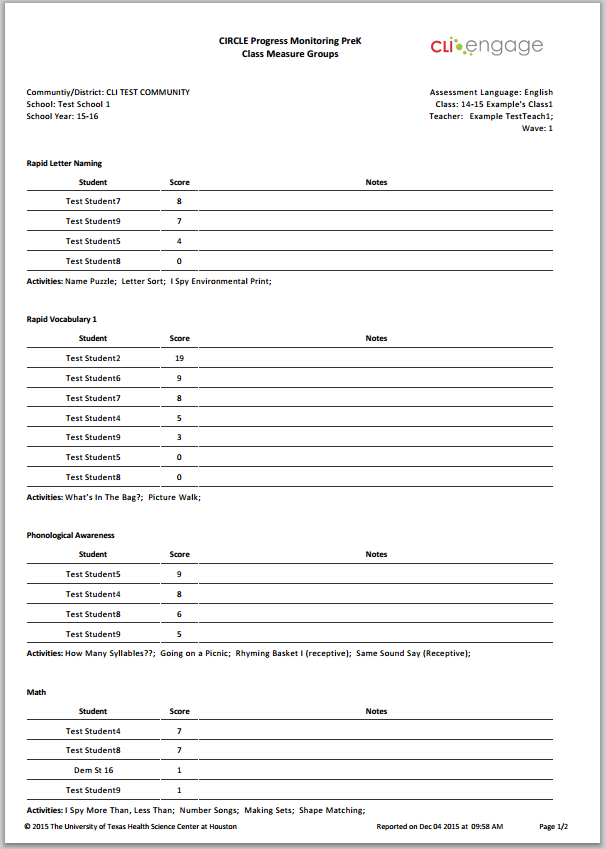 CIRCLE Progress Monitoring PreK
Class Measure Groups
cli engage
Communtiy/District: CLI TEST COMMUNITY
School: Test School 1
School Year: 15-16
Assessment Language: English
Class: 14-15 Example's Class1
Teacher: Example TestTeach1;
Wave: 1
Rapid Letter Naming
Student Score Notes
Test Student7 8
Test Student9 7
Test Student5 4
Test Student8 0
Activities: Name Puzzle; Letter Sort; I Spy Environmental Print;
Rapid Vocabulary 1
Student Score Notes
Test Student2 19
Test Student6 9
Test Student7 8
Test Student4 5
Test Student9 3
Test Student5 0
Test Student8 0
Activities: What's In The Bag?; Picture Walk;
Phonological Awareness
Student Score Notes
Test Student5 9
Test Student4 8
Test Student8 6
Test Student9 5
Activities: How Many Syllables??; Going on a Picnic; Rhyming Basket I (receptive); Same Sound Say (Receptive);
Math
Student Score Notes
Test Student4 7
Test Student8 7
Dem St 16 1
Test Student9 1
Activities: I Spy More Than, Less Than; Number Songs; Making Sets; Shape Matching;
© 2015 The University of Texas Health Science Center at Houston Reported on Dec 04 2015 at 09:58 AM Page 1/2